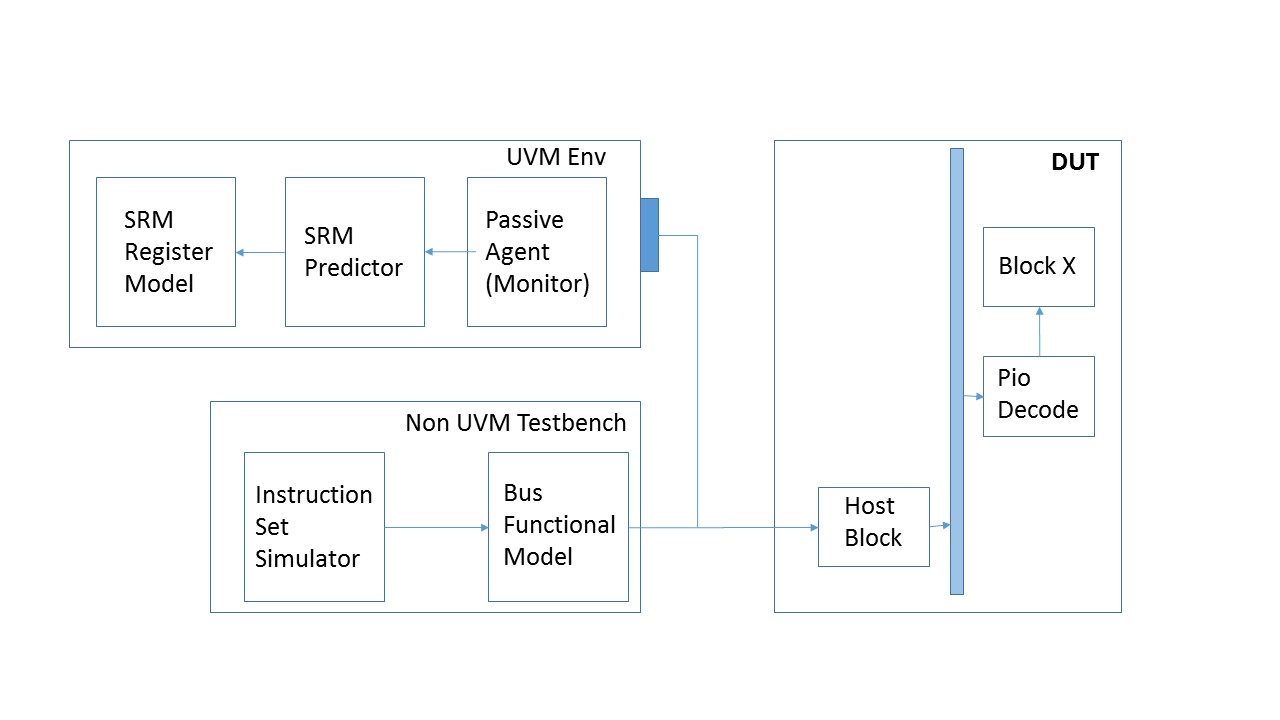 UVM Env
SRM
Register
Model
SRM
Predictor
Passive
Agent
(Monitor)
Non UVM Testbench
Instruction
Set
Simulator
Bus
Functional
Model
DUT
Block X
Pio
Decode
Host
Block